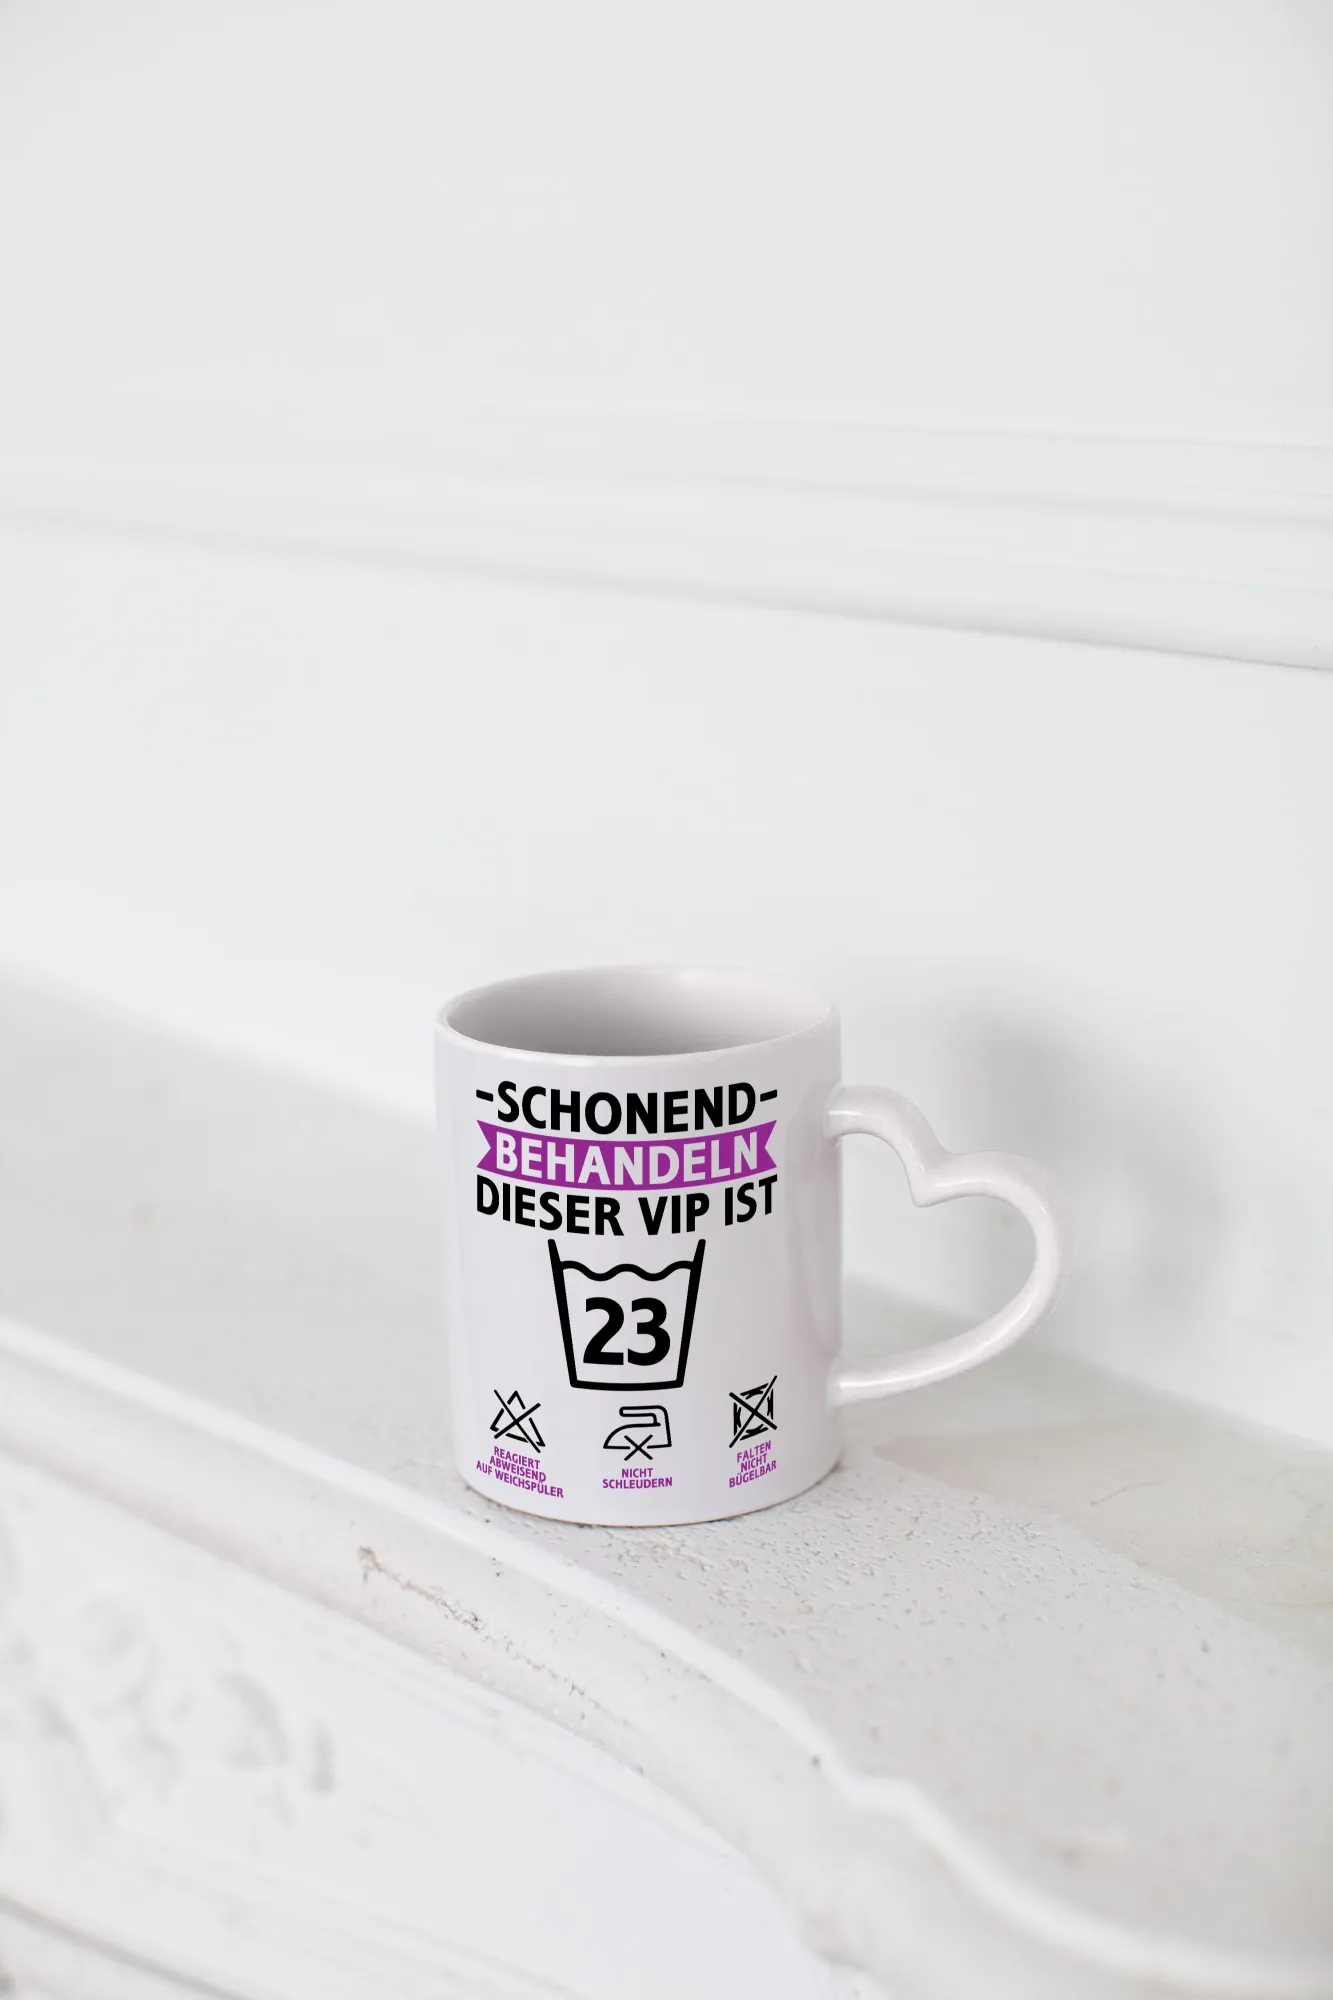 -SCHONEND-
BEHANDELN
DIESER VIP IST
23
REAGIERT
ABWEISEND
AUF WEICHSPÜLER
NICHT
SCHLEUDERN
FALTEN
NICHT
BÜGELBAR